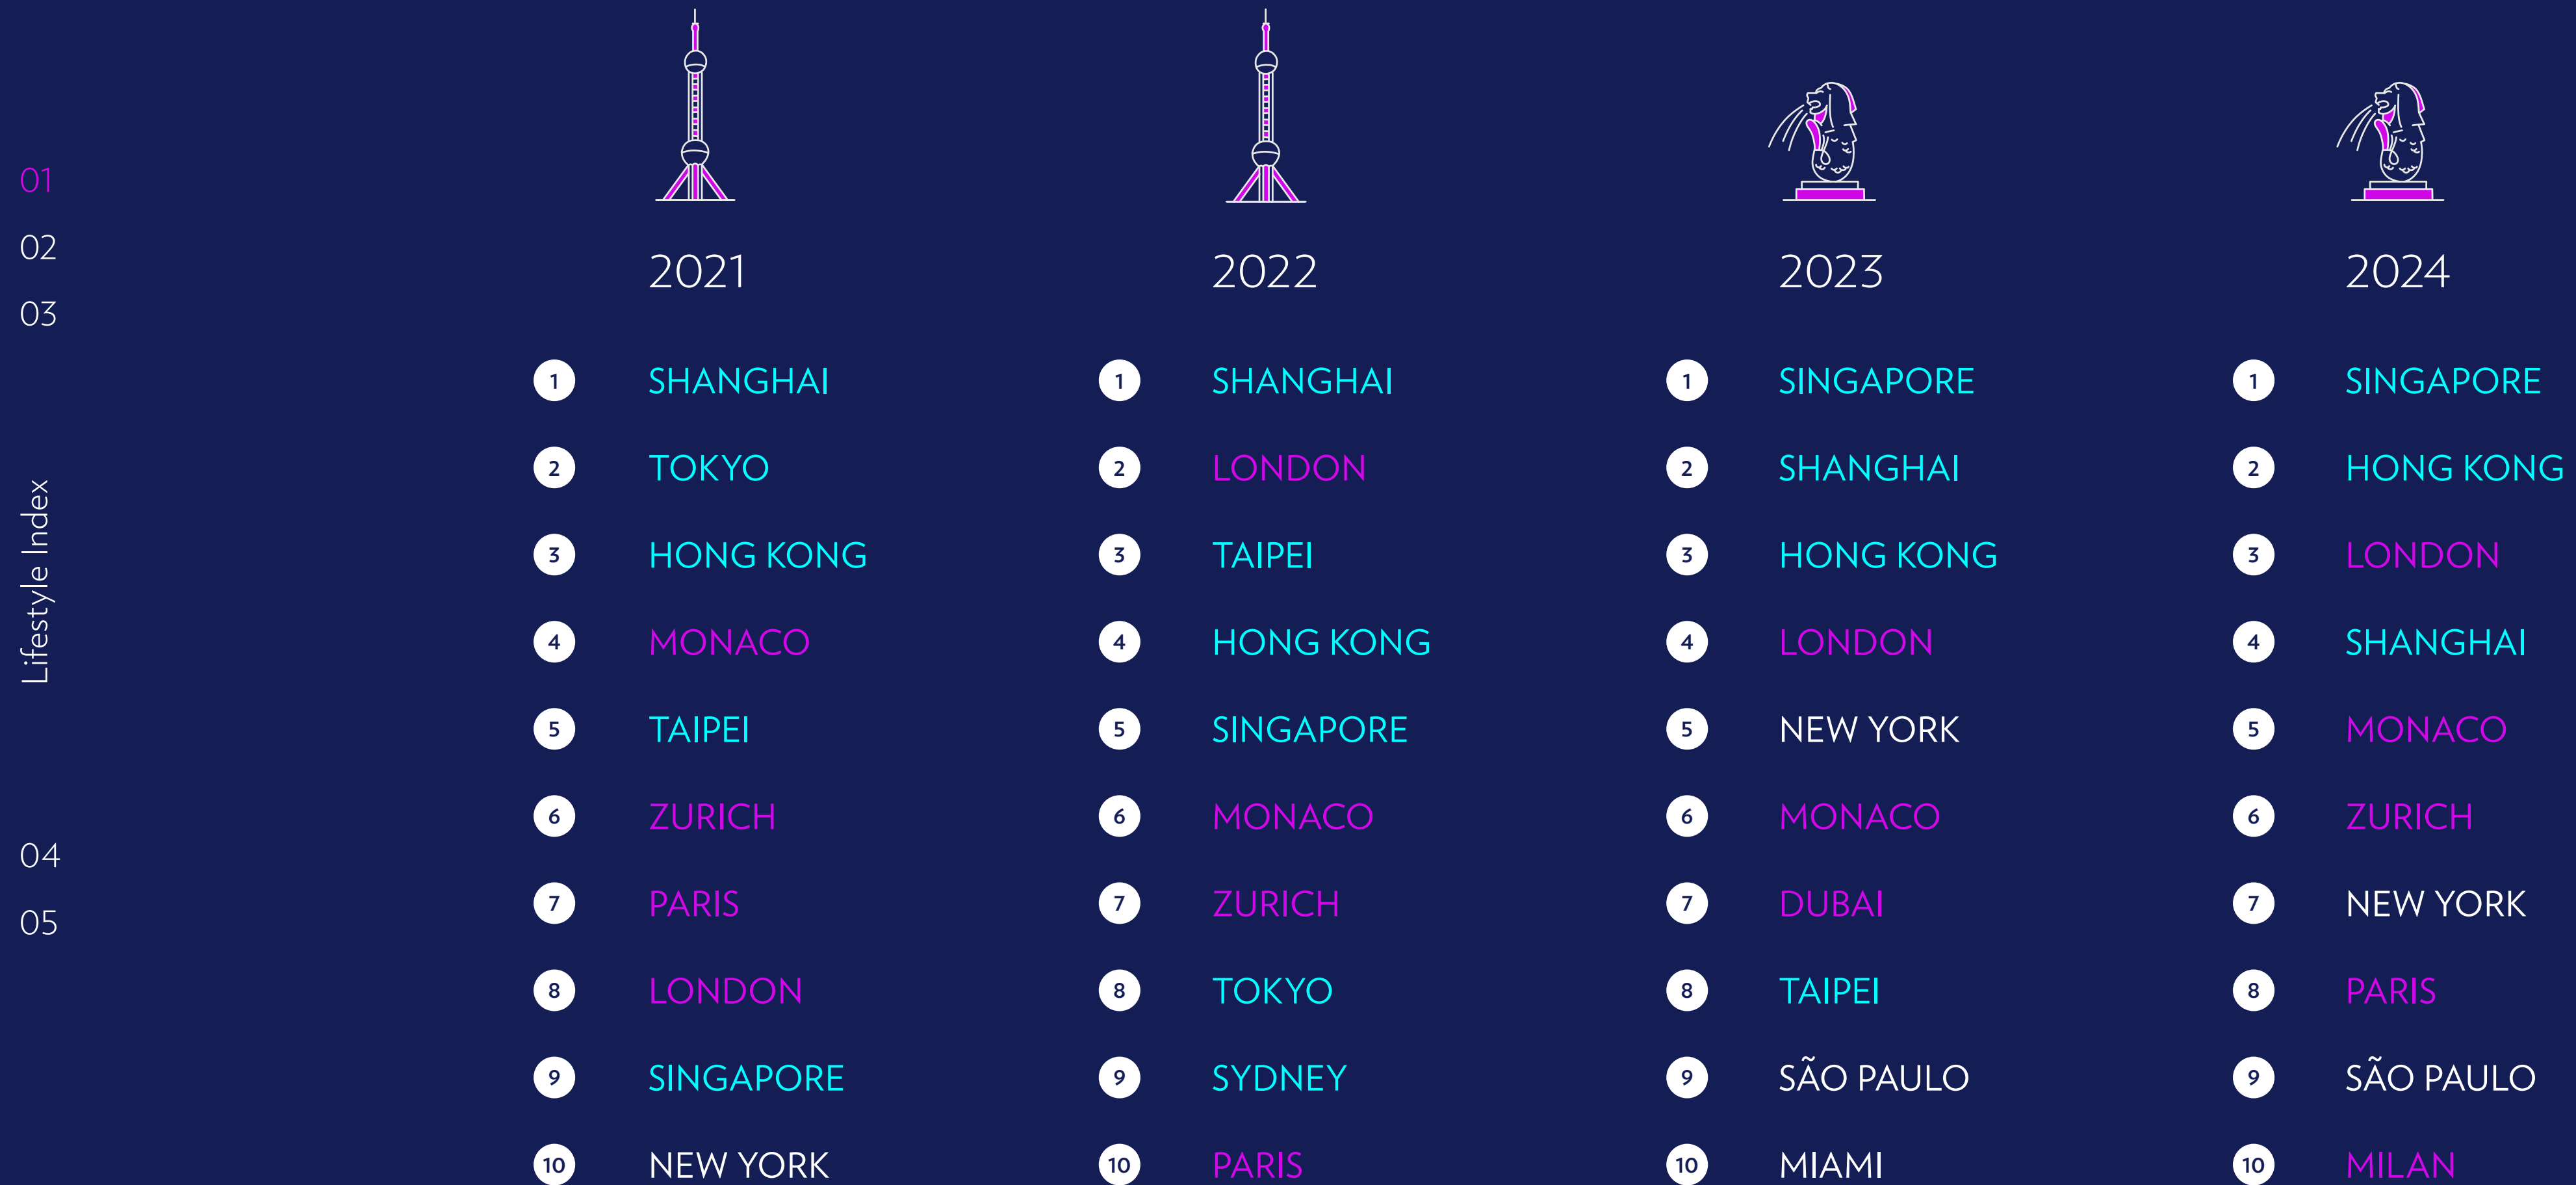 01
02
03
Lifestyle Index
04
05
2021
1 SHANGHAI
2 TOKYO
3 HONG KONG
4 MONACO
5 TAIPEI
6 ZURICH
7 PARIS
8 LONDON
9 SINGAPORE
10 NEW YORK
2022
1 SHANGHAI
2 LONDON
3 TAIPEI
4 HONG KONG
5 SINGAPORE
6 MONACO
7 ZURICH
8 TOKYO
9 SYDNEY
10 PARIS
2023
1 SINGAPORE
2 SHANGHAI
3 HONG KONG
4 LONDON
5 NEW YORK
6 MONACO
7 DUBAI
8 TAIPEI
9 SÃO PAULO
10 MIAMI
2024
1 SINGAPORE
2 HONG KONG
3 LONDON
4 SHANGHAI
5 MONACO
6 ZURICH
7 NEW YORK
8 PARIS
9 SÃO PAULO
10 MILAN